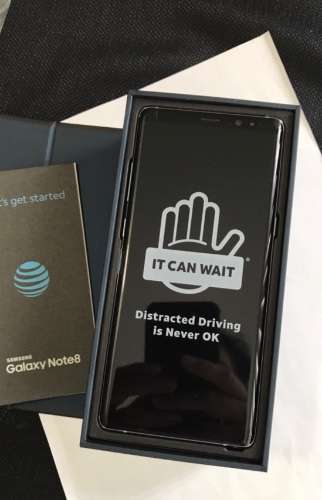 's get started
SAMSUNG
Galaxy Note8
IT CAN WAIT®
Distracted Driving
is Never OK